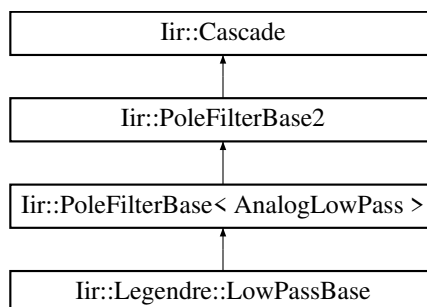 Iir::Cascade
Iir::PoleFilterBase2
Iir::PoleFilterBase< AnalogLowPass >
Iir::Legendre::LowPassBase